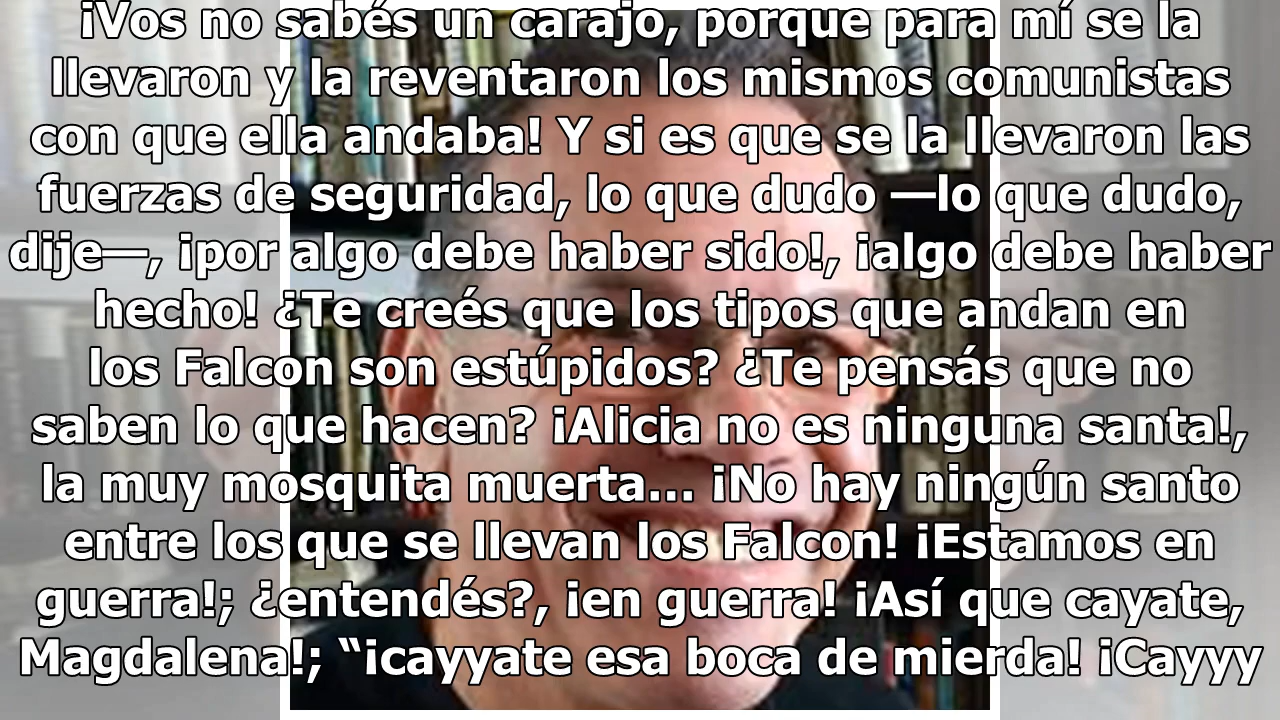 ¡Vos no sabés un carajo, porque para mí se la
llevaron y la reventaron los mismos comunistas
con que ella andaba! Y si es que se la llevaron las
fuerzas de seguridad, lo que dudo —lo que dudo,
dije—, ¡por algo debe haber sido!, ¡algo debe haber
hecho! ¿Te creés que los tipos que andan en
los Falcon son estúpidos? ¿Te pensás que no
saben lo que hacen? ¡Alicia no es ninguna santa!,
la muy mosquita muerta... ¡No hay ningún santo
entre los que se llevan los Falcon! ¡Estamos en
guerra!; ¿entendés?, ¡en guerra! ¡Así que cayate,
Magdalena!; “¡cayyate esa boca de mierda! ¡Cayyy